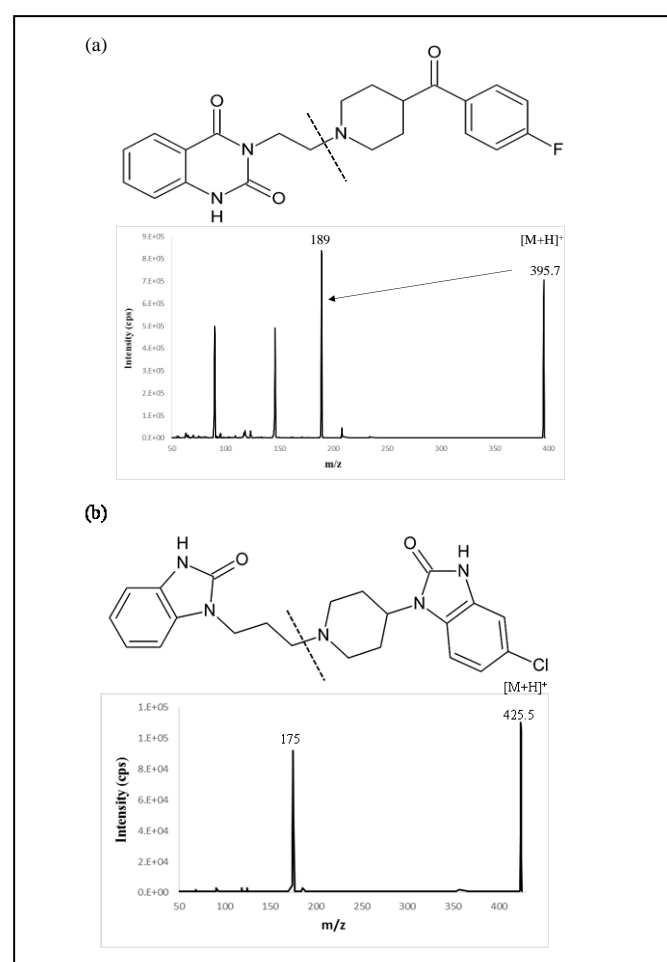 (a)
O
O
N
N
F
N
H
O
9.E+05
8.E+05
7.E+05
6.E+05
5.E+05
4.E+05
3.E+05
2.E+05
1.E+05
0.E+00
Intensity (cps)
189
[M+H]+
395.7
50 100 150 200 250 300 350 400
m/z
(b)
H
N
O
N
N
O
H
N
N
Cl
[M+H]+
425.5
1.E+05
1.E+05
8.E+04
6.E+04
4.E+04
2.E+04
0.E+00
Intensity (cps)
175
50 100 150 200 250 300 350 400
m/z